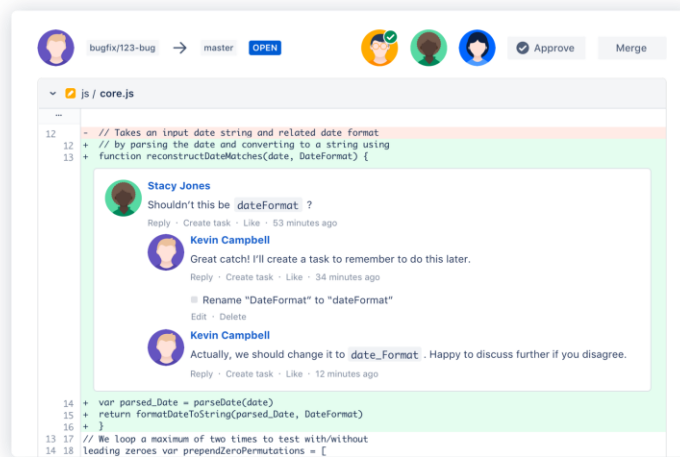 bugfix/123-bug → master OPEN Approve Merge
js / core.js
...
12 - // Takes an input date string and related date format
12 + // by parsing the date and converting to a string using
13 + function reconstructDateMatches(date, DateFormat) {
Stacy Jones
Shouldn't this be dateFormat ?
Reply · Create task · Like · 53 minutes ago
Kevin Campbell
Great catch! I'll create a task to remember to do this later.
Reply · Create task · Like · 34 minutes ago
Rename "DateFormat" to "dateFormat"
Edit · Delete
Kevin Campbell
Actually, we should change it to date_Format . Happy to discuss further if you disagree.
Reply · Create task · Like · 12 minutes ago
14 + var parsed_Date = parseDate(date)
15 + return formatDateToString(parsed_Date, DateFormat)
16 + }
13 17 // We loop a maximum of two times to test with/without
14 18 leading zeroes var prependZeroPermutations = [